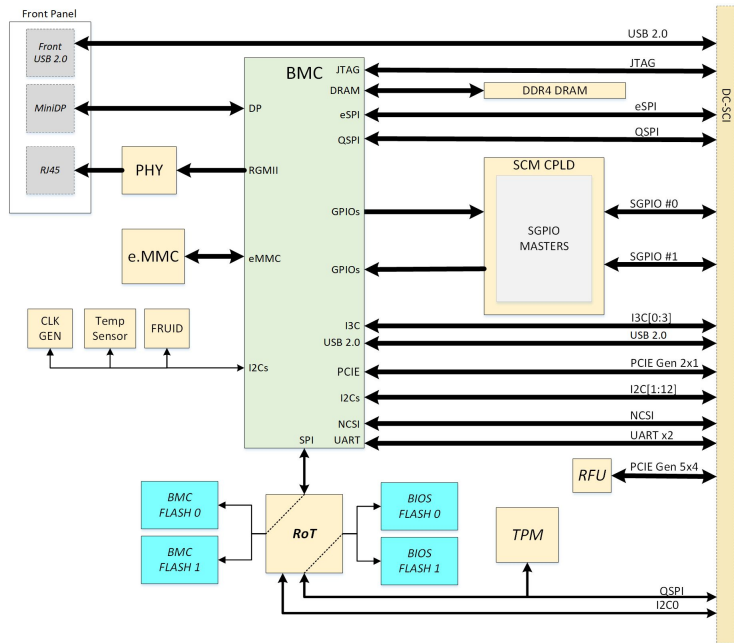 Front Panel
Front
USB 2.0
MiniDP
RJ45
PHY
e.MMC
CLK
GEN
Temp
Sensor
FRUID
BMC
JTAG
DRAM
DP
eSPI
QSPI
RGMII
GPIOs
eMMC
GPIOs
I3C
USB 2.0
I2Cs
PCIE
I2Cs
NCSI
SPI
UART
DDR4 DRAM
SCM CPLD
SGPIO
MASTERS
USB 2.0
JTAG
eSPI
QSPI
SGPIO #0
SGPIO #1
I3C[0:3]
USB 2.0
PCIE Gen 2x1
I2C[1:12]
NCSI
UART x2
RFU
PCIE Gen 5x4
BMC
FLASH 0
BMC
FLASH 1
RoT
BIOS
FLASH 0
BIOS
FLASH 1
TPM
QSPI
I2C0
DC-SCI